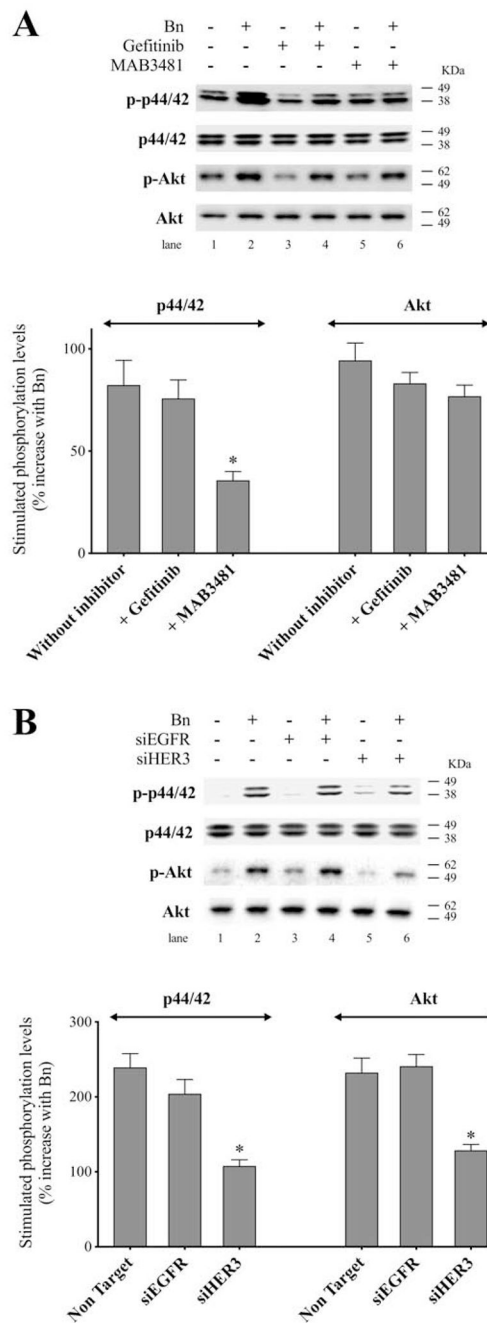 A
Bn - + - + - +
Gefitinib - - + + - -
MAB3481 - - - - + +
KDa
p-p44/42 49 38
p44/42 49 38
p-Akt 62 49
Akt 62 49
lane 1 2 3 4 5 6
p44/42 Akt
Stimulated phosphorylation levels
(% increase with Bn)
100
50
0
Without inhibitor
+ Gefitinib
+ MAB3481
*
Without inhibitor
+ Gefitinib
+ MAB3481
B
Bn - + - + - +
siEGFR - - + + - -
siHER3 - - - - + +
KDa
p-p44/42 49 38
p44/42 49 38
p-Akt 62 49
Akt 62 49
lane 1 2 3 4 5 6
p44/42 Akt
Stimulated phosphorylation levels
(% increase with Bn)
300
200
100
0
Non Target
siEGFR
siHER3
*
Non Target
siEGFR
siHER3
*